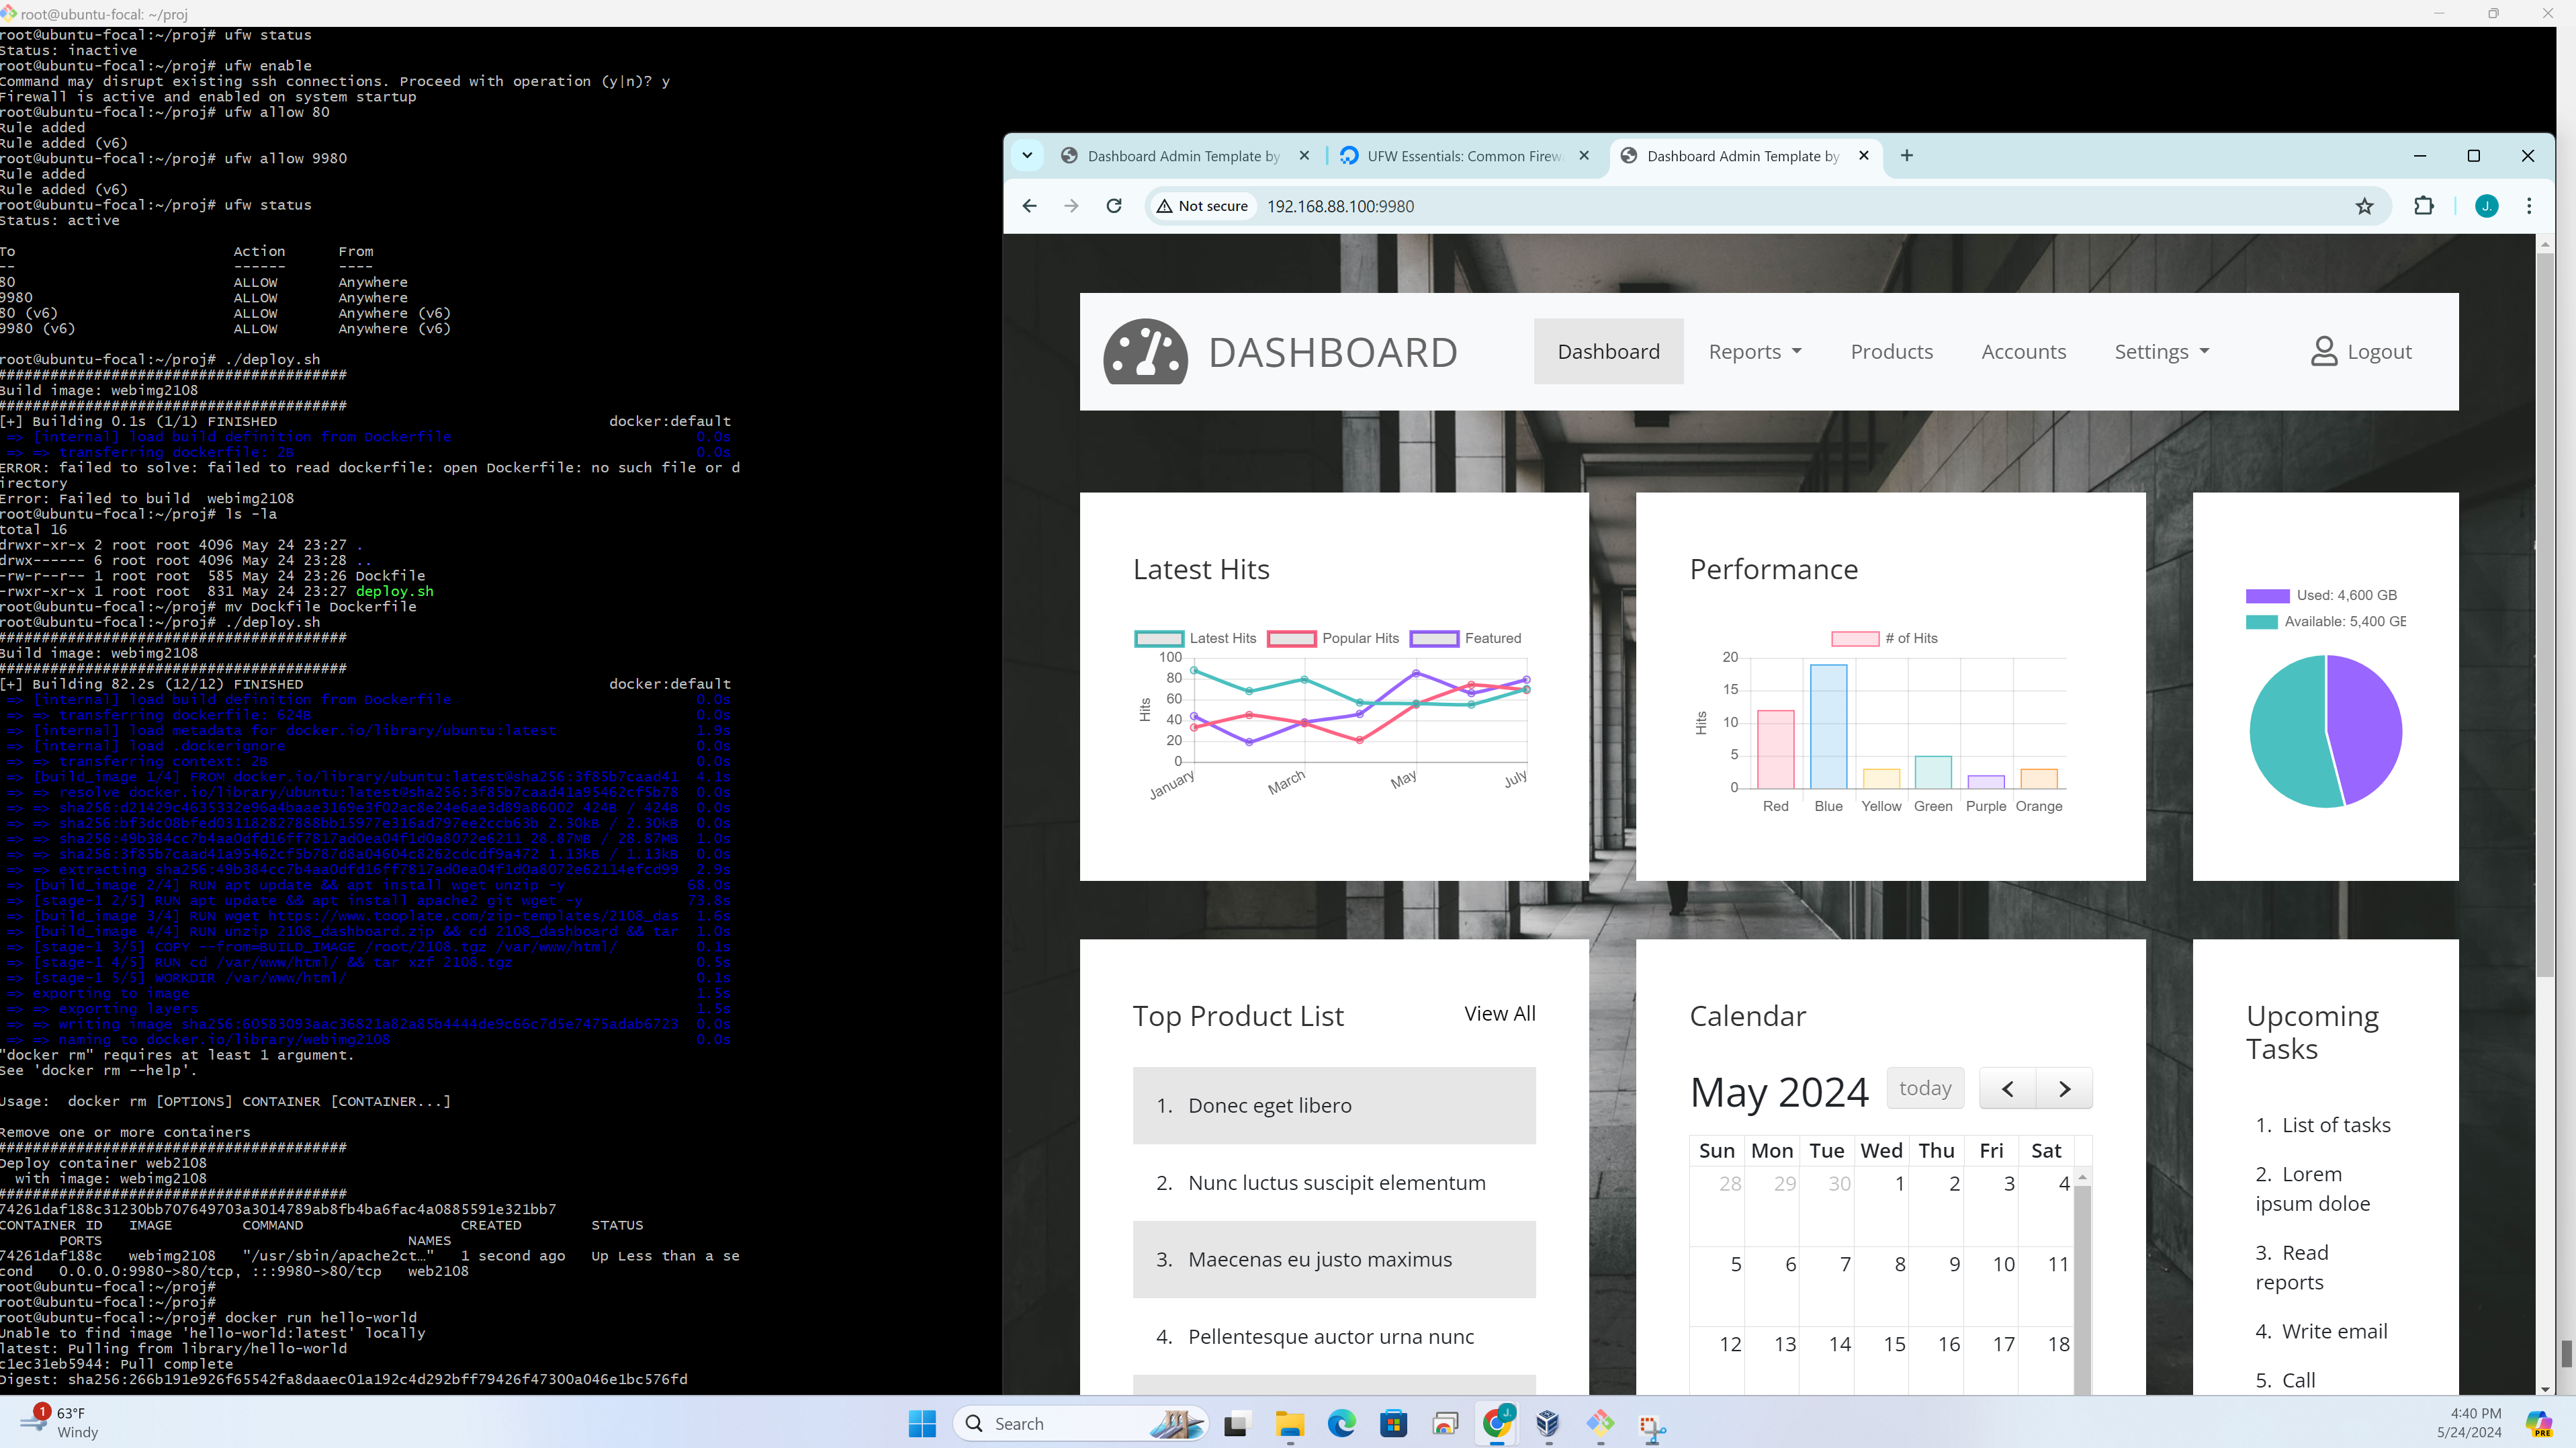 root@ubuntu-focal: ~/proj
root@ubuntu-focal:~/proj# ufw status
Status: inactive
root@ubuntu-focal:~/proj# ufw enable
Command may disrupt existing ssh connections. Proceed with operation (y|n)? y
Firewall is active and enabled on system startup
root@ubuntu-focal:~/proj# ufw allow 80
Rule added
Rule added (v6)
root@ubuntu-focal:~/proj# ufw allow 9980
Rule added
Rule added (v6)
root@ubuntu-focal:~/proj# ufw status
Status: active
To Action From
-- ------ ----
80 ALLOW Anywhere
9980 ALLOW Anywhere
80 (v6) ALLOW Anywhere (v6)
9980 (v6) ALLOW Anywhere (v6)
root@ubuntu-focal:~/proj# ./deploy.sh
########################################
Build image: webimg2108
########################################
[+] Building 0.1s (1/1) FINISHED docker:default
=> [internal] load build definition from Dockerfile 0.0s
=> => transferring dockerfile: 2B 0.0s
ERROR: failed to solve: failed to read dockerfile: open Dockerfile: no such file or d
irectory
Error: Failed to build  webimg2108
root@ubuntu-focal:~/proj# ls -la
total 16
drwxr-xr-x 2 root root 4096 May 24 23:27 .
drwx------ 6 root root 4096 May 24 23:28 ..
-rw-r--r-- 1 root root  585 May 24 23:26 Dockfile
-rwxr-xr-x 1 root root  831 May 24 23:27 deploy.sh
root@ubuntu-focal:~/proj# mv Dockfile Dockerfile
root@ubuntu-focal:~/proj# ./deploy.sh
########################################
Build image: webimg2108
########################################
[+] Building 82.2s (12/12) FINISHED docker:default
=> [internal] load build definition from Dockerfile 0.0s
=> => transferring dockerfile: 624B 0.0s
=> [internal] load metadata for docker.io/library/ubuntu:latest 1.9s
=> [internal] load .dockerignore 0.0s
=> => transferring context: 2B 0.0s
=> [build_image 1/4] FROM docker.io/library/ubuntu:latest@sha256:3f85b7caad41 4.1s
=> => resolve docker.io/library/ubuntu:latest@sha256:3f85b7caad41a95462cf5b78 0.0s
=> => sha256:d21429c4635332e96a4baae3169e3f02ac8e24e6ae3d89a86002 424B / 424B 0.0s
=> => sha256:bf3dc08bfed031182827888bb15977e316ad797ee2ccb63b 2.30kB / 2.30kB 0.0s
=> => sha256:49b384cc7b4aa0dfd16ff7817ad0ea04f1d0a8072e6211 28.87MB / 28.87MB 1.0s
=> => sha256:3f85b7caad41a95462cf5b787d8a04604c8262cdcdf9a472 1.13kB / 1.13kB 0.0s
=> => extracting sha256:49b384cc7b4aa0dfd16ff7817ad0ea04f1d0a8072e62114efcd99 2.9s
=> [build_image 2/4] RUN apt update && apt install wget unzip -y 68.0s
=> [stage-1 2/5] RUN apt update && apt install apache2 git wget -y 73.8s
=> [build_image 3/4] RUN wget https://www.tooplate.com/zip-templates/2108_das 1.6s
=> [build_image 4/4] RUN unzip 2108_dashboard.zip && cd 2108_dashboard && tar 1.0s
=> [stage-1 3/5] COPY --from=BUILD_IMAGE /root/2108.tgz /var/www/html/ 0.1s
=> [stage-1 4/5] RUN cd /var/www/html/ && tar xzf 2108.tgz 0.5s
=> [stage-1 5/5] WORKDIR /var/www/html/ 0.1s
=> exporting to image 1.5s
=> => exporting layers 1.5s
=> => writing image sha256:60583093aac36821a82a85b4444de9c66c7d5e7475adab6723 0.0s
=> => naming to docker.io/library/webimg2108 0.0s
"docker rm" requires at least 1 argument.
See 'docker rm --help'.
Usage:  docker rm [OPTIONS] CONTAINER [CONTAINER...]
Remove one or more containers
########################################
Deploy container web2108
with image: webimg2108
########################################
74261daf188c31230bb707649703a3014789ab8fb4ba6fac4a0885591e321bb7
CONTAINER ID IMAGE COMMAND CREATED STATUS
PORTS NAMES
74261daf188c webimg2108 "/usr/sbin/apache2ct…" 1 second ago Up Less than a se
cond 0.0.0.0:9980->80/tcp, :::9980->80/tcp web2108
root@ubuntu-focal:~/proj#
root@ubuntu-focal:~/proj#
root@ubuntu-focal:~/proj# docker run hello-world
Unable to find image 'hello-world:latest' locally
latest: Pulling from library/hello-world
c1ec31eb5944: Pull complete
Digest: sha256:266b191e926f65542fa8daaec01a192c4d292bff79426f47300a046e1bc576fd
Dashboard Admin Template by
UFW Essentials: Common Firew
Dashboard Admin Template by
Not secure 192.168.88.100:9980
J.
DASHBOARD
Dashboard Reports Products Accounts Settings Logout
Latest Hits
Latest Hits Popular Hits Featured
100
80
60
40
20
0
Hits
January March May July
Performance
# of Hits
20
15
10
5
0
Hits
Red Blue Yellow Green Purple Orange
Used: 4,600 GB
Available: 5,400 GB
Top Product List View All
1. Donec eget libero
2. Nunc luctus suscipit elementum
3. Maecenas eu justo maximus
4. Pellentesque auctor urna nunc
Calendar
May 2024 today
Sun Mon Tue Wed Thu Fri Sat
28 29 30 1 2 3 4
5 6 7 8 9 10 11
12 13 14 15 16 17 18
Upcoming
Tasks
1. List of tasks
2. Lorem
ipsum doloe
3. Read
reports
4. Write email
5. Call
1
63°F
Windy
Search
J.
4:40 PM
5/24/2024
PRE